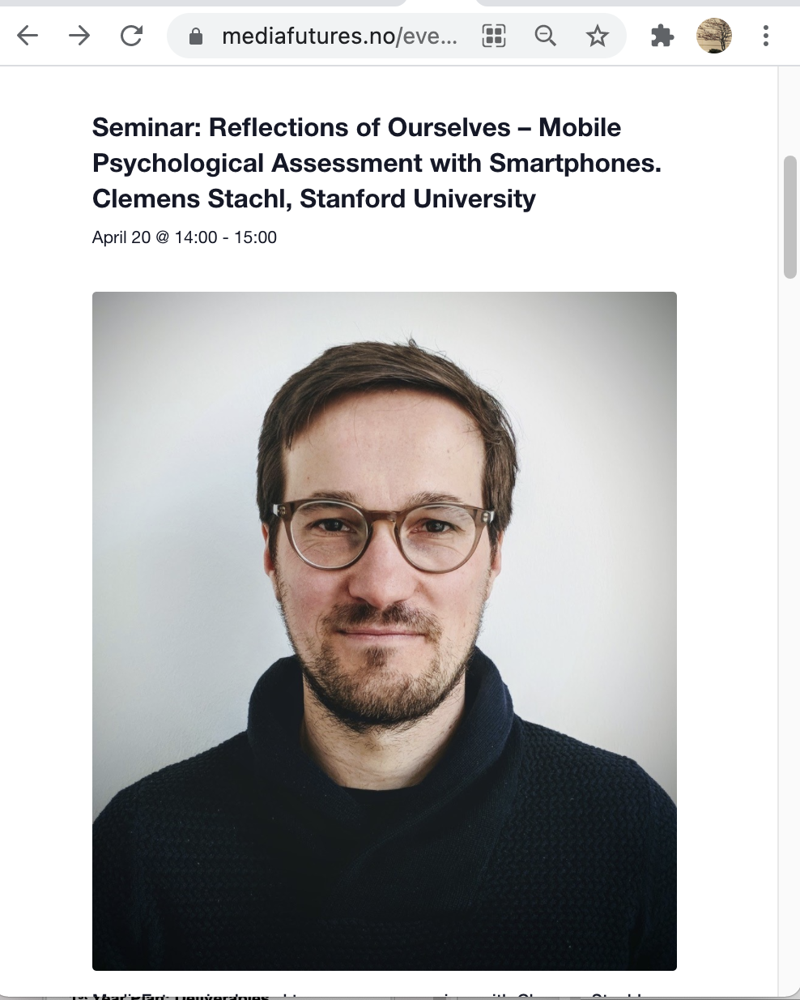 mediafutures.no/eve...
Seminar: Reflections of Ourselves – Mobile
Psychological Assessment with Smartphones.
Clemens Stachl, Stanford University
April 20 @ 14:00 - 15:00